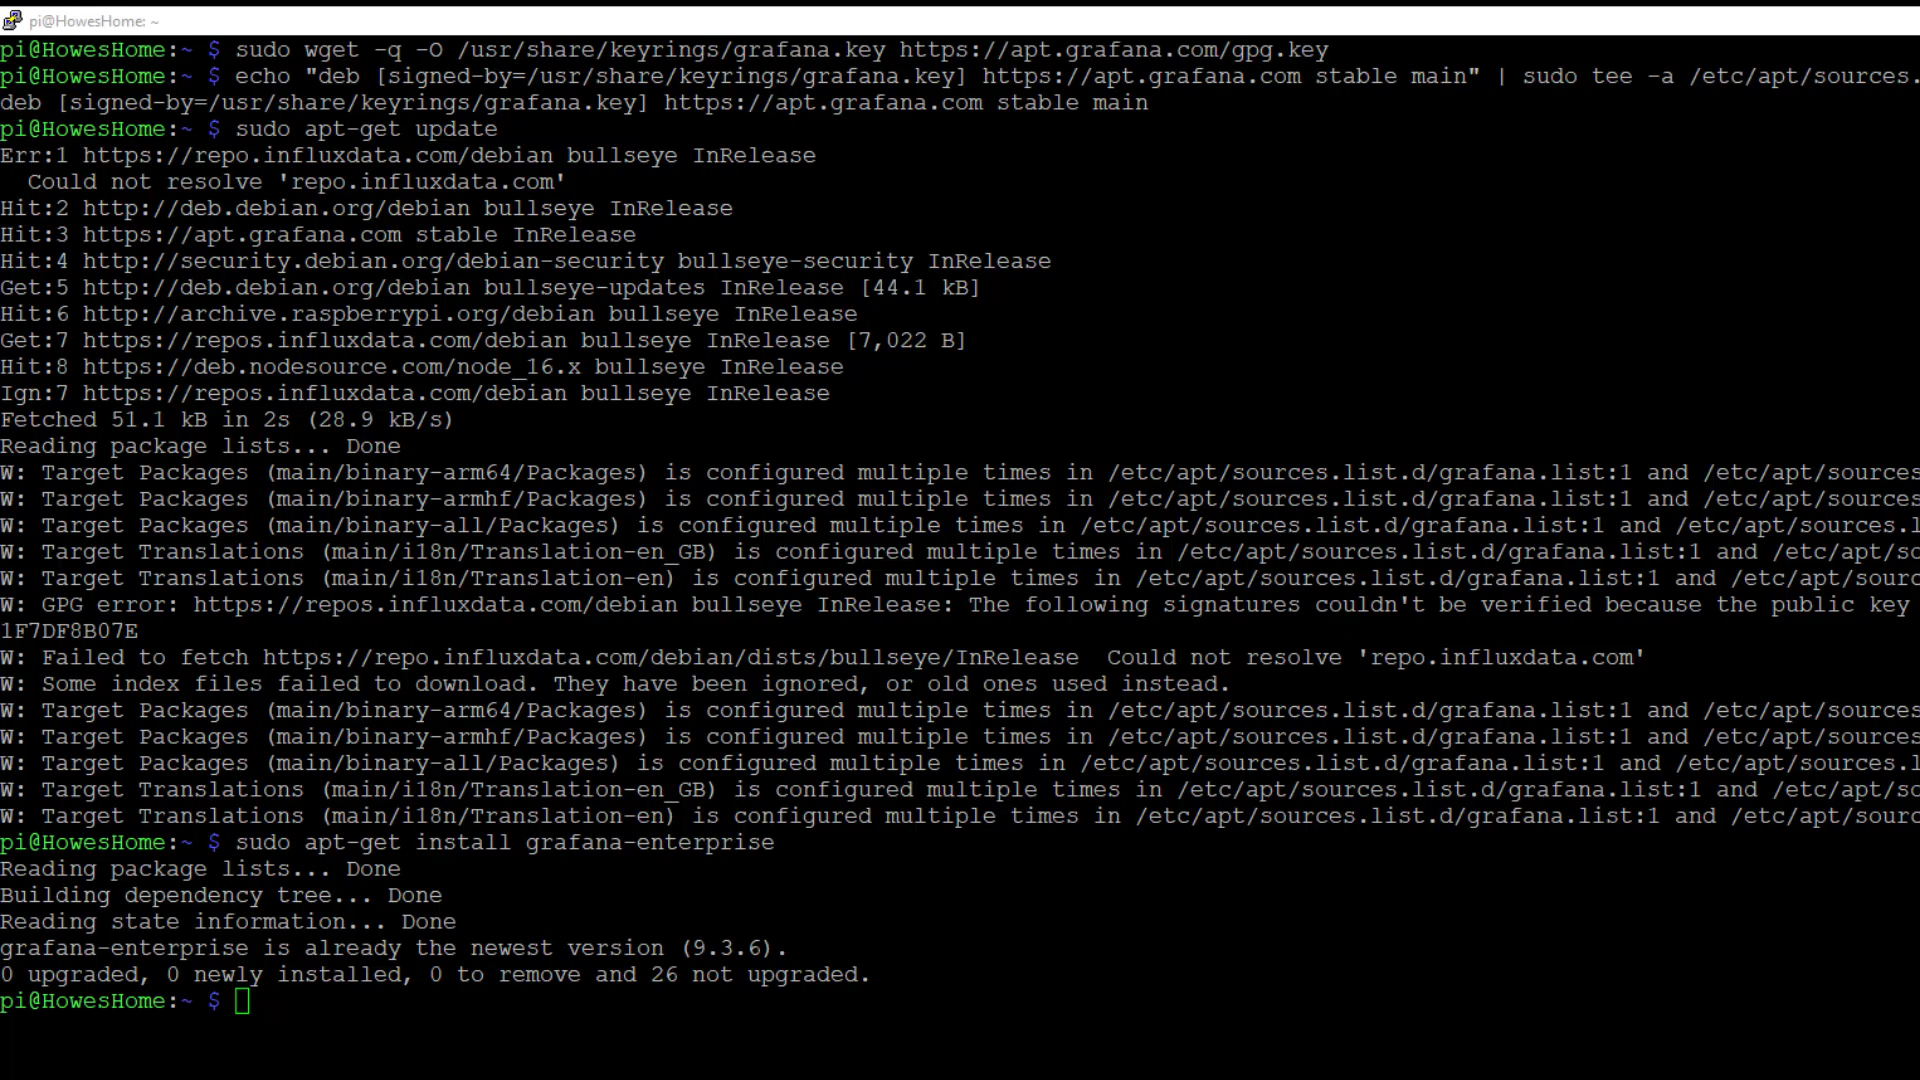 pi@HowesHome: ~
pi@HowesHome:~ $ sudo wget -q -O /usr/share/keyrings/grafana.key https://apt.grafana.com/gpg.key
pi@HowesHome:~ $ echo "deb [signed-by=/usr/share/keyrings/grafana.key] https://apt.grafana.com stable main" | sudo tee -a /etc/apt/sources.
deb [signed-by=/usr/share/keyrings/grafana.key] https://apt.grafana.com stable main
pi@HowesHome:~ $ sudo apt-get update
Err:1 https://repo.influxdata.com/debian bullseye InRelease
  Could not resolve 'repo.influxdata.com'
Hit:2 http://deb.debian.org/debian bullseye InRelease
Hit:3 https://apt.grafana.com stable InRelease
Hit:4 http://security.debian.org/debian-security bullseye-security InRelease
Get:5 http://deb.debian.org/debian bullseye-updates InRelease [44.1 kB]
Hit:6 http://archive.raspberrypi.org/debian bullseye InRelease
Get:7 https://repos.influxdata.com/debian bullseye InRelease [7,022 B]
Hit:8 https://deb.nodesource.com/node_16.x bullseye InRelease
Ign:7 https://repos.influxdata.com/debian bullseye InRelease
Fetched 51.1 kB in 2s (28.9 kB/s)
Reading package lists... Done
W: Target Packages (main/binary-arm64/Packages) is configured multiple times in /etc/apt/sources.list.d/grafana.list:1 and /etc/apt/sources
W: Target Packages (main/binary-armhf/Packages) is configured multiple times in /etc/apt/sources.list.d/grafana.list:1 and /etc/apt/sources
W: Target Packages (main/binary-all/Packages) is configured multiple times in /etc/apt/sources.list.d/grafana.list:1 and /etc/apt/sources.l
W: Target Translations (main/i18n/Translation-en_GB) is configured multiple times in /etc/apt/sources.list.d/grafana.list:1 and /etc/apt/so
W: Target Translations (main/i18n/Translation-en) is configured multiple times in /etc/apt/sources.list.d/grafana.list:1 and /etc/apt/sourc
W: GPG error: https://repos.influxdata.com/debian bullseye InRelease: The following signatures couldn't be verified because the public key
1F7DF8B07E
W: Failed to fetch https://repo.influxdata.com/debian/dists/bullseye/InRelease  Could not resolve 'repo.influxdata.com'
W: Some index files failed to download. They have been ignored, or old ones used instead.
W: Target Packages (main/binary-arm64/Packages) is configured multiple times in /etc/apt/sources.list.d/grafana.list:1 and /etc/apt/sources
W: Target Packages (main/binary-armhf/Packages) is configured multiple times in /etc/apt/sources.list.d/grafana.list:1 and /etc/apt/sources
W: Target Packages (main/binary-all/Packages) is configured multiple times in /etc/apt/sources.list.d/grafana.list:1 and /etc/apt/sources.l
W: Target Translations (main/i18n/Translation-en_GB) is configured multiple times in /etc/apt/sources.list.d/grafana.list:1 and /etc/apt/so
W: Target Translations (main/i18n/Translation-en) is configured multiple times in /etc/apt/sources.list.d/grafana.list:1 and /etc/apt/sourc
pi@HowesHome:~ $ sudo apt-get install grafana-enterprise
Reading package lists... Done
Building dependency tree... Done
Reading state information... Done
grafana-enterprise is already the newest version (9.3.6).
0 upgraded, 0 newly installed, 0 to remove and 26 not upgraded.
pi@HowesHome:~ $